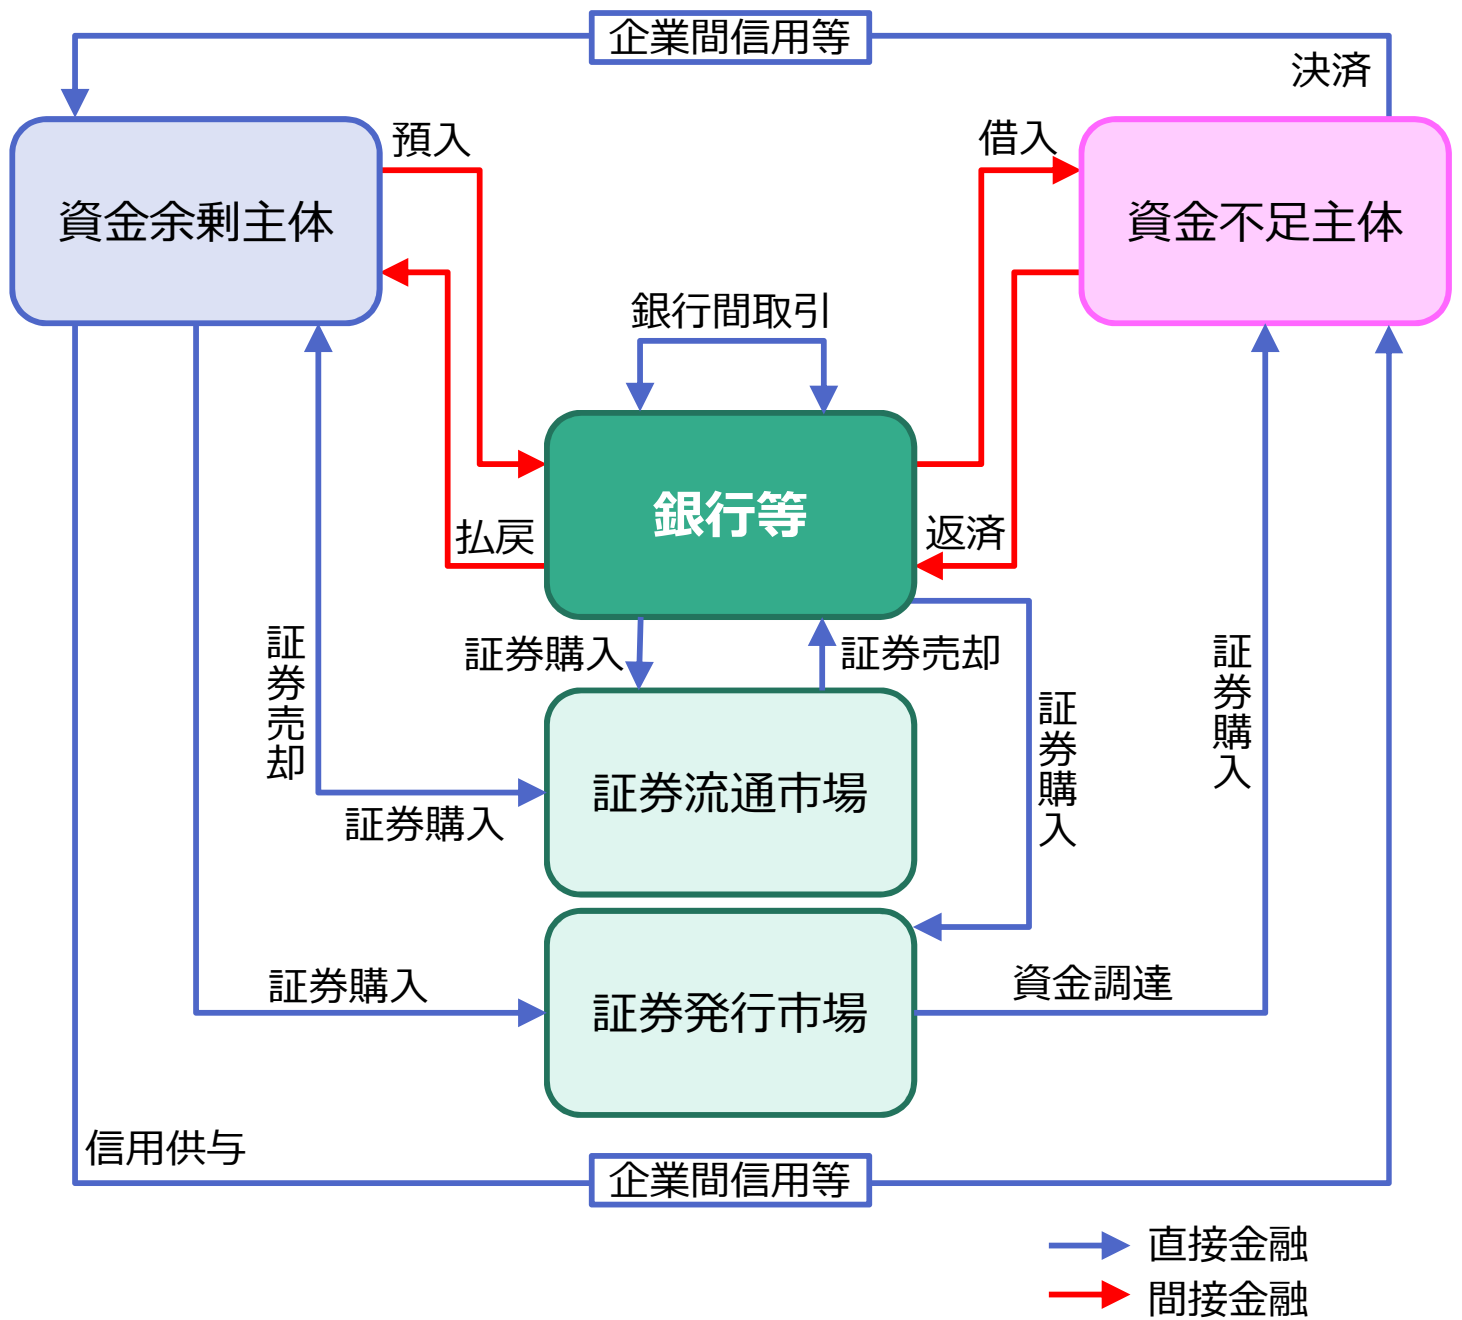 企業間信用等
決済
預入
借入
資金余剰主体
資金不足主体
銀行間取引
銀行等
払戻
返済
証券購入
証券売却
証券売却
証券購入
証券購入
証券流通市場
証券購入
証券購入
資金調達
証券発行市場
信用供与
企業間信用等
直接金融
間接金融